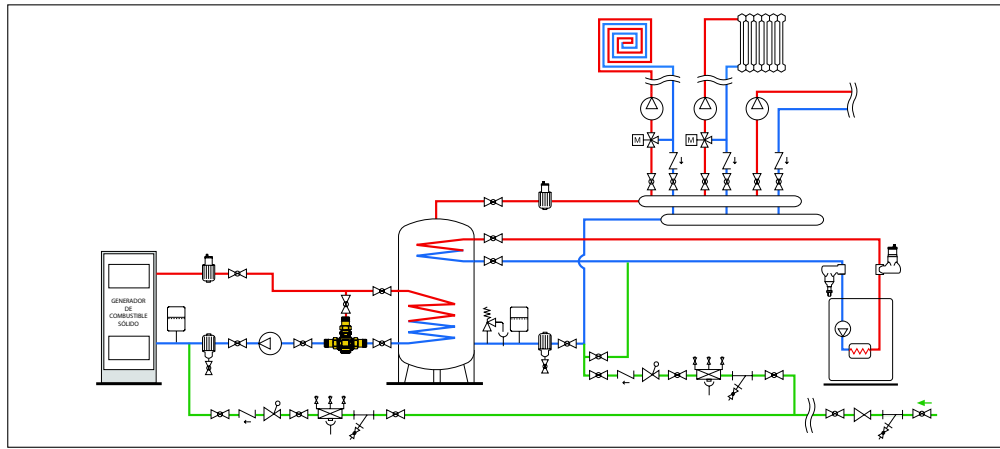 M
M
GENERADOR
DE
COMBUSTIBLE
SÓLIDO